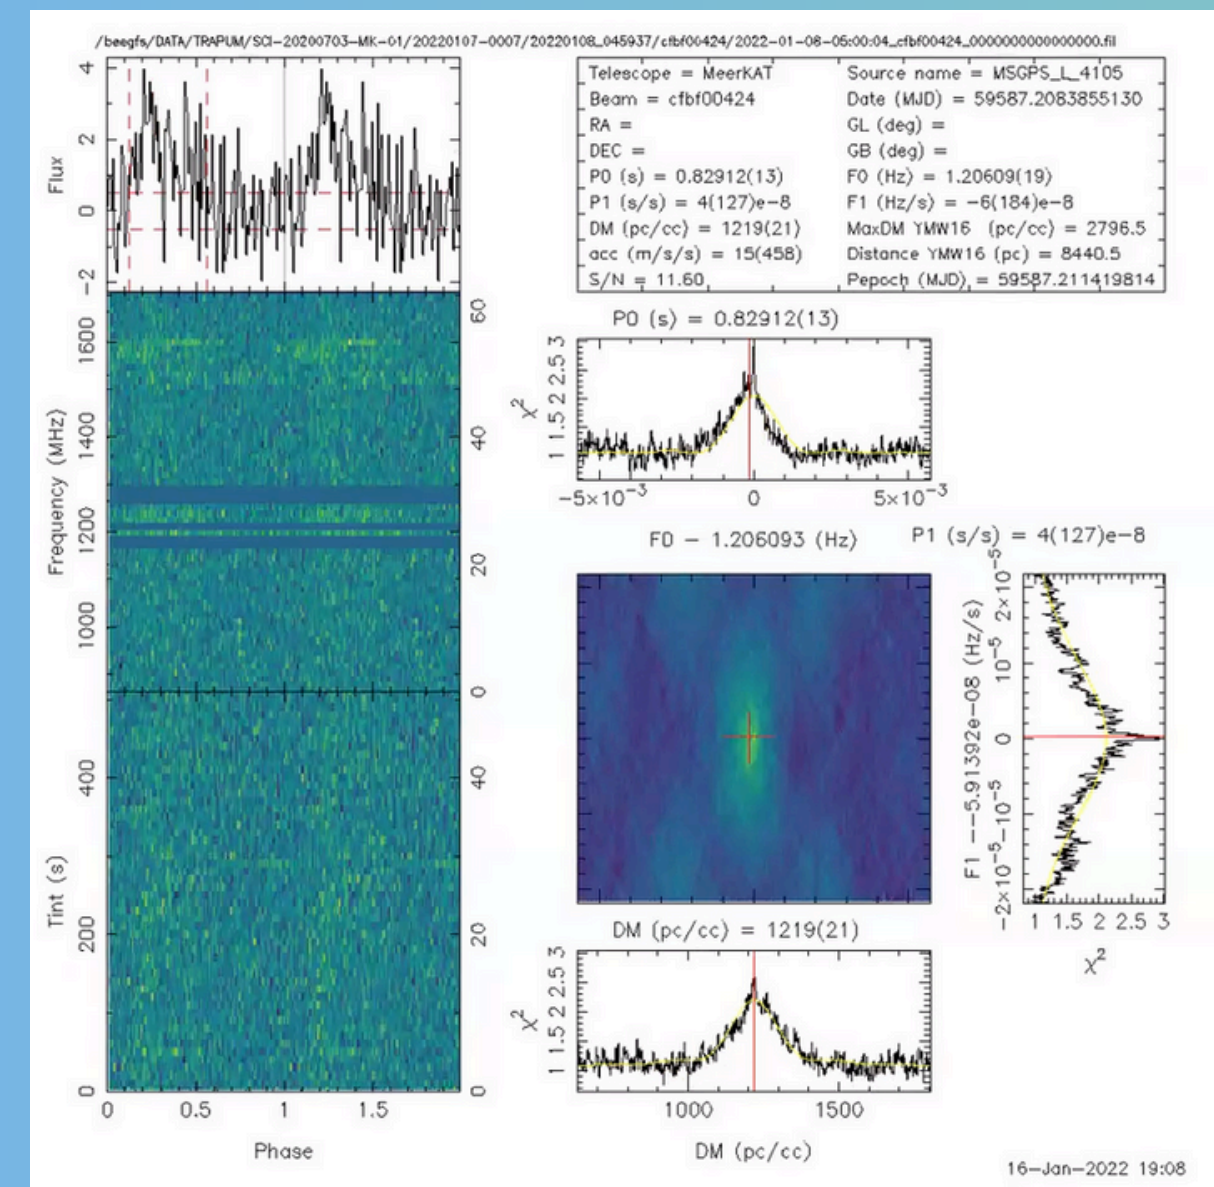 /beegfs/DATA/TRAPUM/SCI-20200703-MK-01/20220107-0007/20220108_045937/cfbf00424/2022-01-08-05:00:04_cfbf00424_0000000000000000.fil
Telescope = MeerKAT Source name = MSGPS_L_4105
Beam = cfbf00424 Date (MJD) = 59587.2083855130
RA = GL (deg) =
DEC = GB (deg) =
P0 (s) = 0.82912(13) F0 (Hz) = 1.20609(19)
P1 (s/s) = 4(127)e-8 F1 (Hz/s) = -6(184)e-8
DM (pc/cc) = 1219(21) MaxDM YMW16 (pc/cc) = 2796.5
acc (m/s/s) = 15(458) Distance YMW16 (pc) = 8440.5
S/N = 11.60 Pepoch (MJD) = 59587.211419814
Flux
4
2
0
-2
Frequency (MHz)
1600
1400
1200
1000
60
40
20
0
Tint (s)
400
200
0
40
20
0
0 0.5 1 1.5
Phase
P0 (s) = 0.82912(13)
χ²
1 1.5 2 2.5 3
-5×10⁻³ 0 5×10⁻³
F0 - 1.206093 (Hz)
P1 (s/s) = 4(127)e-8
F1 --5.91392e-08 (Hz/s)
-2×10⁻⁵ -10⁻⁵ 0 10⁻⁵ 2×10⁻⁵
1 1.5 2 2.5 3
χ²
DM (pc/cc) = 1219(21)
χ²
1 1.5 2 2.5 3
1000 1500
DM (pc/cc)
16-Jan-2022 19:08